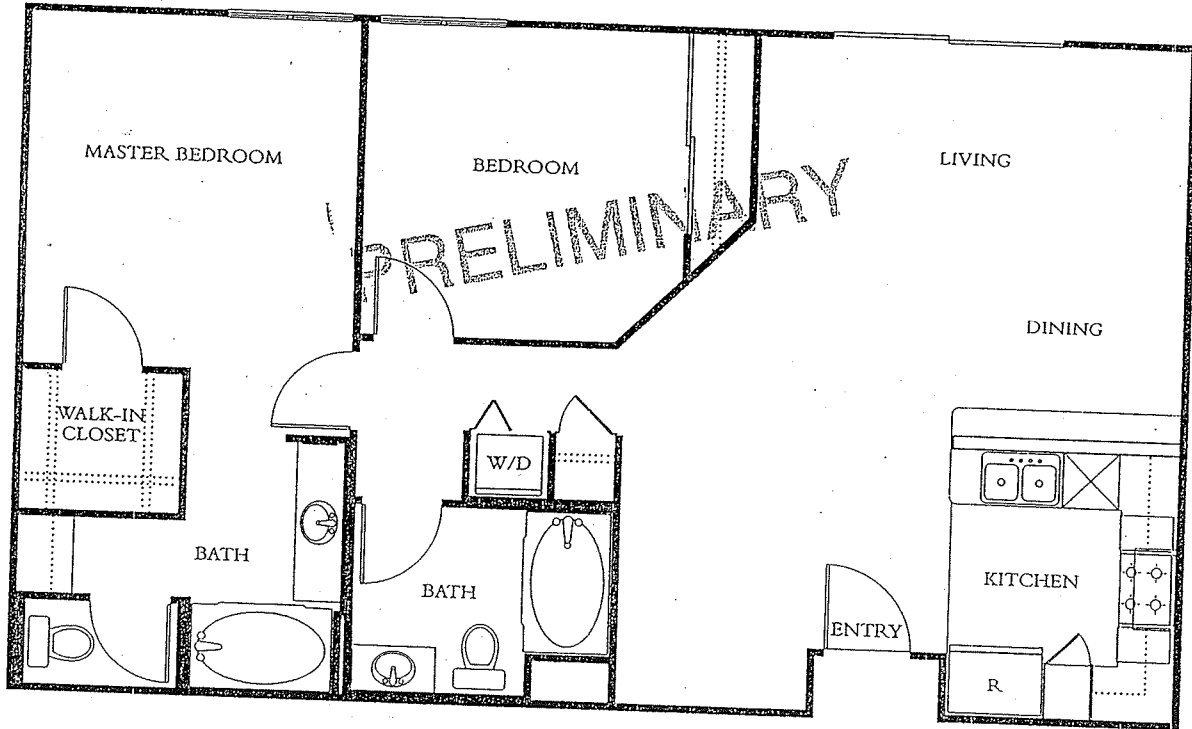 MASTER BEDROOM
BEDROOM
LIVING
PRELIMINARY
DINING
WALK-IN
CLOSET
W/D
BATH
BATH
KITCHEN
ENTRY
R